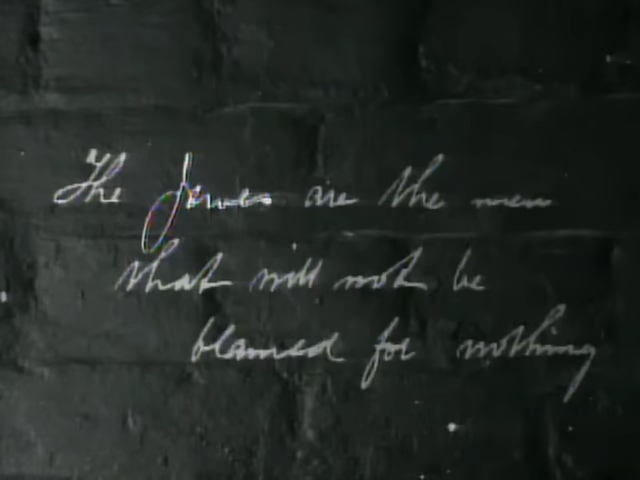 The Juwes are the men
that will not be
blamed for nothing